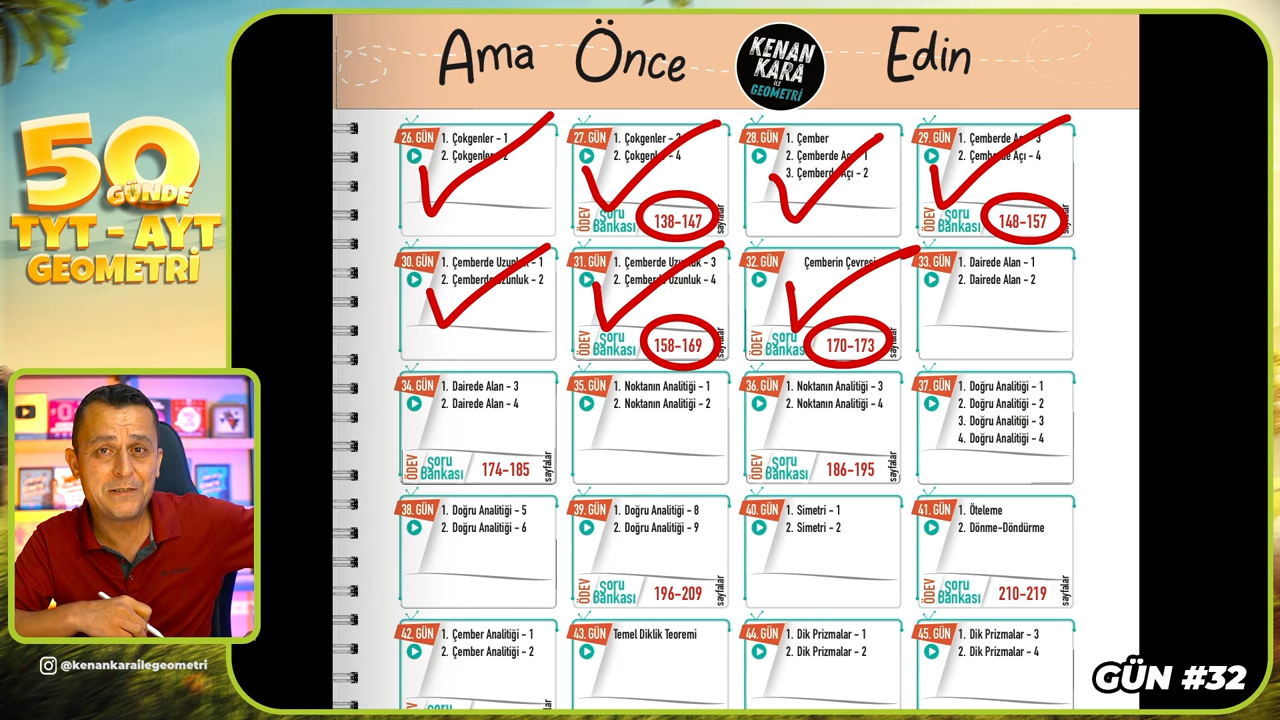 Ama Önce Edin
KENAN
KARA
İLE
GEOMETRİ
50
GÜNDE
TYT - AYT
GEOMETRİ
26. GÜN
1. Çokgenler - 1
2. Çokgenler
27. GÜN
1. Çokgenler - 3
2. Çokgenler - 4
ÖDEV
Soru
Bankası
138-147
sayfalar
28. GÜN
1. Çember
2. Çemberde Açı - 1
3. Çemberde Açı - 2
29. GÜN
1. Çemberde Açı - 3
2. Çemberde Açı - 4
ÖDEV
Soru
Bankası
148-157
sayfalar
30. GÜN
1. Çemberde Uzunluk - 1
2. Çemberde Uzunluk - 2
31. GÜN
1. Çemberde Uzunluk - 3
2. Çemberde Uzunluk - 4
ÖDEV
Soru
Bankası
158-169
sayfalar
32. GÜN
Çemberin Çevresi
ÖDEV
Soru
Bankası
170-173
sayfalar
33. GÜN
1. Dairede Alan - 1
2. Dairede Alan - 2
34. GÜN
1. Dairede Alan - 3
2. Dairede Alan - 4
ÖDEV
Soru
Bankası
174-185
sayfalar
35. GÜN
1. Noktanın Analitiği - 1
2. Noktanın Analitiği - 2
36. GÜN
1. Noktanın Analitiği - 3
2. Noktanın Analitiği - 4
ÖDEV
Soru
Bankası
186-195
sayfalar
37. GÜN
1. Doğru Analitiği - 1
2. Doğru Analitiği - 2
3. Doğru Analitiği - 3
4. Doğru Analitiği - 4
38. GÜN
1. Doğru Analitiği - 5
2. Doğru Analitiği - 6
39. GÜN
1. Doğru Analitiği - 8
2. Doğru Analitiği - 9
ÖDEV
Soru
Bankası
196-209
sayfalar
40. GÜN
1. Simetri - 1
2. Simetri - 2
41. GÜN
1. Öteleme
2. Dönme-Döndürme
ÖDEV
Soru
Bankası
210-219
sayfalar
42. GÜN
1. Çember Analitiği - 1
2. Çember Analitiği - 2
Soru
43. GÜN
Temel Diklik Teoremi
44. GÜN
1. Dik Prizmalar - 1
2. Dik Prizmalar - 2
45. GÜN
1. Dik Prizmalar - 3
2. Dik Prizmalar - 4
@kenankarailegeometri
GÜN #32